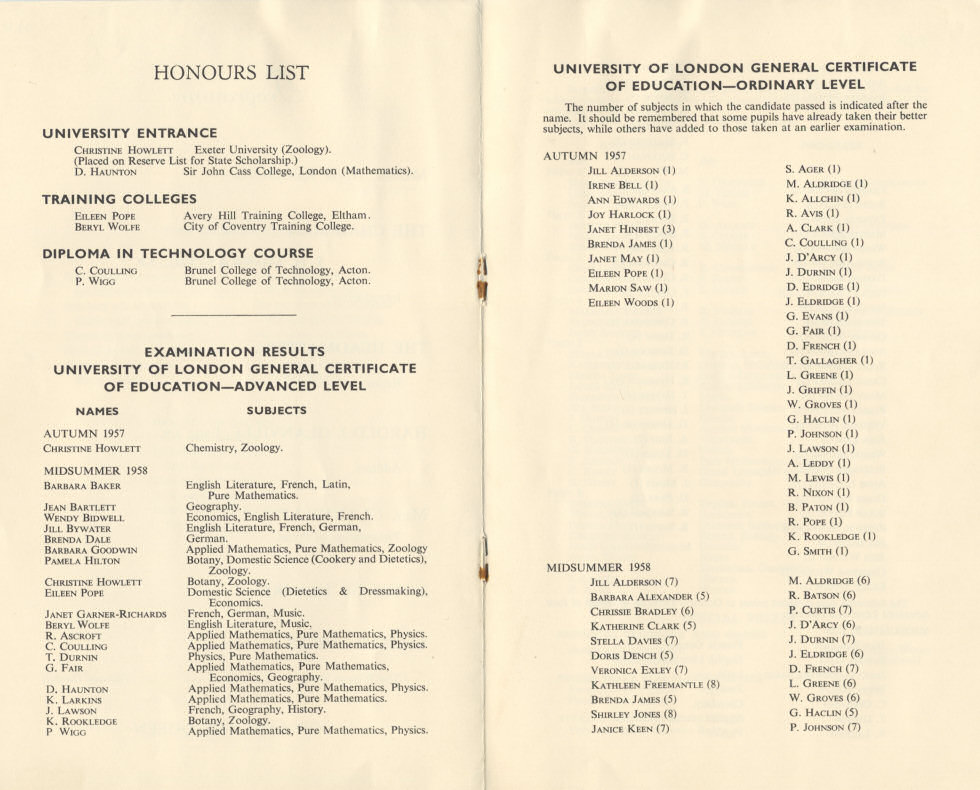 HONOURS LIST
UNIVERSITY ENTRANCE
CHRISTINE HOWLETT Exeter University (Zoology).
(Placed on Reserve List for State Scholarship.)
D. HAUNTON Sir John Cass College, London (Mathematics).
TRAINING COLLEGES
EILEEN POPE Avery Hill Training College, Eltham.
BERYL WOLFE City of Coventry Training College.
DIPLOMA IN TECHNOLOGY COURSE
C. COULLING Brunel College of Technology, Acton.
P. WIGG Brunel College of Technology, Acton.
EXAMINATION RESULTS
UNIVERSITY OF LONDON GENERAL CERTIFICATE
OF EDUCATION—ADVANCED LEVEL
NAMES SUBJECTS
AUTUMN 1957
CHRISTINE HOWLETT Chemistry, Zoology.
MIDSUMMER 1958
BARBARA BAKER English Literature, French, Latin,
Pure Mathematics.
JEAN BARTLETT Geography.
WENDY BIDWELL Economics, English Literature, French.
JILL BYWATER English Literature, French, German,
BRENDA DALE German.
BARBARA GOODWIN Applied Mathematics, Pure Mathematics, Zoology
PAMELA HILTON Botany, Domestic Science (Cookery and Dietetics),
Zoology.
CHRISTINE HOWLETT Botany, Zoology.
EILEEN POPE Domestic Science (Dietetics & Dressmaking),
Economics.
JANET GARNER-RICHARDS French, German, Music.
BERYL WOLFE English Literature, Music.
R. ASCROFT Applied Mathematics, Pure Mathematics, Physics.
C. COULLING Applied Mathematics, Pure Mathematics, Physics.
T. DURNIN Physics, Pure Mathematics.
G. FAIR Applied Mathematics, Pure Mathematics,
Economics, Geography.
D. HAUNTON Applied Mathematics, Pure Mathematics, Physics.
K. LARKINS Applied Mathematics, Pure Mathematics.
J. LAWSON French, Geography, History.
K. ROOKLEDGE Botany, Zoology.
P WIGG Applied Mathematics, Pure Mathematics, Physics.
UNIVERSITY OF LONDON GENERAL CERTIFICATE
OF EDUCATION—ORDINARY LEVEL
The number of subjects in which the candidate passed is indicated after the
name. It should be remembered that some pupils have already taken their better
subjects, while others have added to those taken at an earlier examination.
AUTUMN 1957
JILL ALDERSON (1)
IRENE BELL (1)
ANN EDWARDS (1)
JOY HARLOCK (1)
JANET HINBEST (3)
BRENDA JAMES (1)
JANET MAY (1)
EILEEN POPE (1)
MARION SAW (1)
EILEEN WOODS (1)
S. AGER (1)
M. ALDRIDGE (1)
K. ALLCHIN (1)
R. AVIS (1)
A. CLARK (1)
C. COULLING (1)
J. D'ARCY (1)
J. DURNIN (1)
D. EDRIDGE (1)
J. ELDRIDGE (1)
G. EVANS (1)
G. FAIR (1)
D. FRENCH (1)
T. GALLAGHER (1)
L. GREENE (1)
J. GRIFFIN (1)
W. GROVES (1)
G. HACLIN (1)
P. JOHNSON (1)
J. LAWSON (1)
A. LEDDY (1)
M. LEWIS (1)
R. NIXON (1)
B. PATON (1)
R. POPE (1)
K. ROOKLEDGE (1)
G. SMITH (1)
MIDSUMMER 1958
JILL ALDERSON (7)
BARBARA ALEXANDER (5)
CHRISSIE BRADLEY (6)
KATHERINE CLARK (5)
STELLA DAVIES (7)
DORIS DENCH (5)
VERONICA EXLEY (7)
KATHLEEN FREEMANTLE (8)
BRENDA JAMES (5)
SHIRLEY JONES (8)
JANICE KEEN (7)
M. ALDRIDGE (6)
R. BATSON (6)
P. CURTIS (7)
J. D'ARCY (6)
J. DURNIN (7)
J. ELDRIDGE (6)
D. FRENCH (7)
L. GREENE (6)
W. GROVES (6)
G. HACLIN (5)
P. JOHNSON (7)